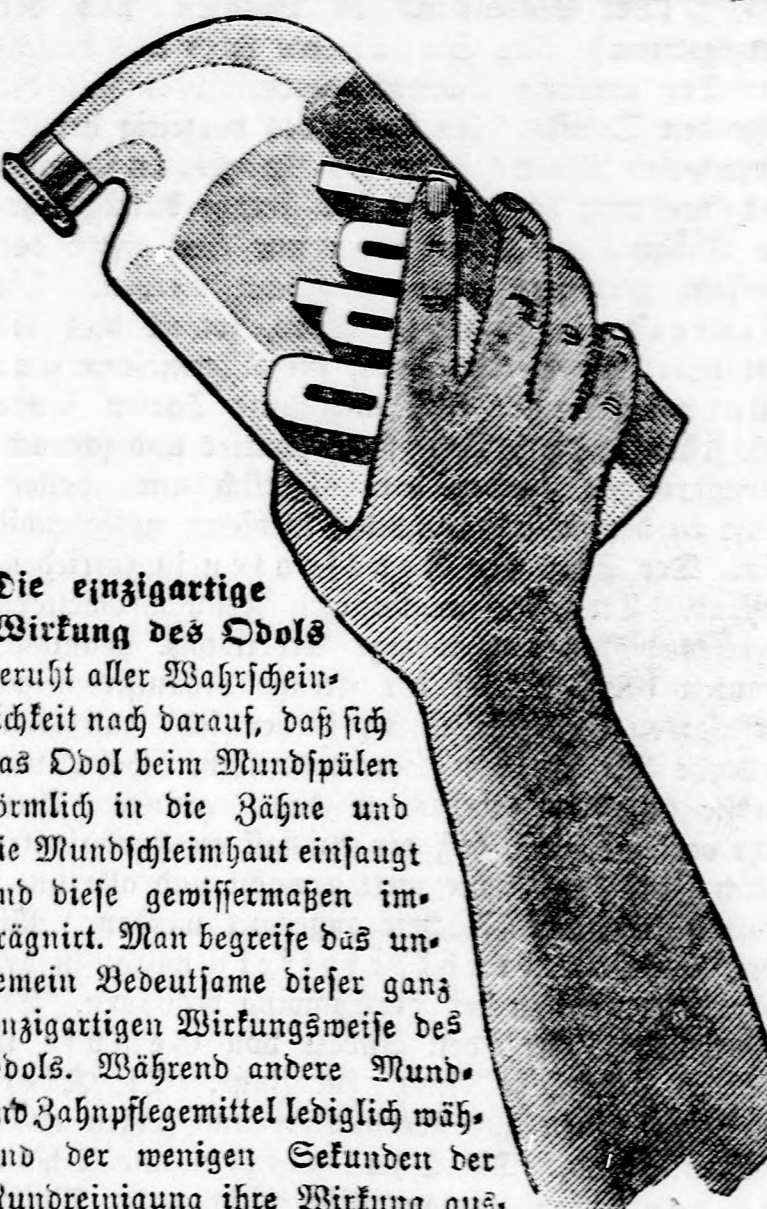 Odol
Die einzigartige
Wirkung des Odols
eruht aller Wahrschein-
ichkeit nach darauf, daß sich
as Odol beim Mundspülen
örmlich in die Zähne und
ie Mundschleimhaut einsaugt
nd diese gewissermaßen im-
rägnirt. Man begreife das un-
emein Bedeutsame dieser ganz
nzigartigen Wirkungsweise des
dols. Während andere Mund-
nd Zahnpflegemittel lediglich wäh-
nd der wenigen Sekunden der
undreinigung ihre Wirkung aus-